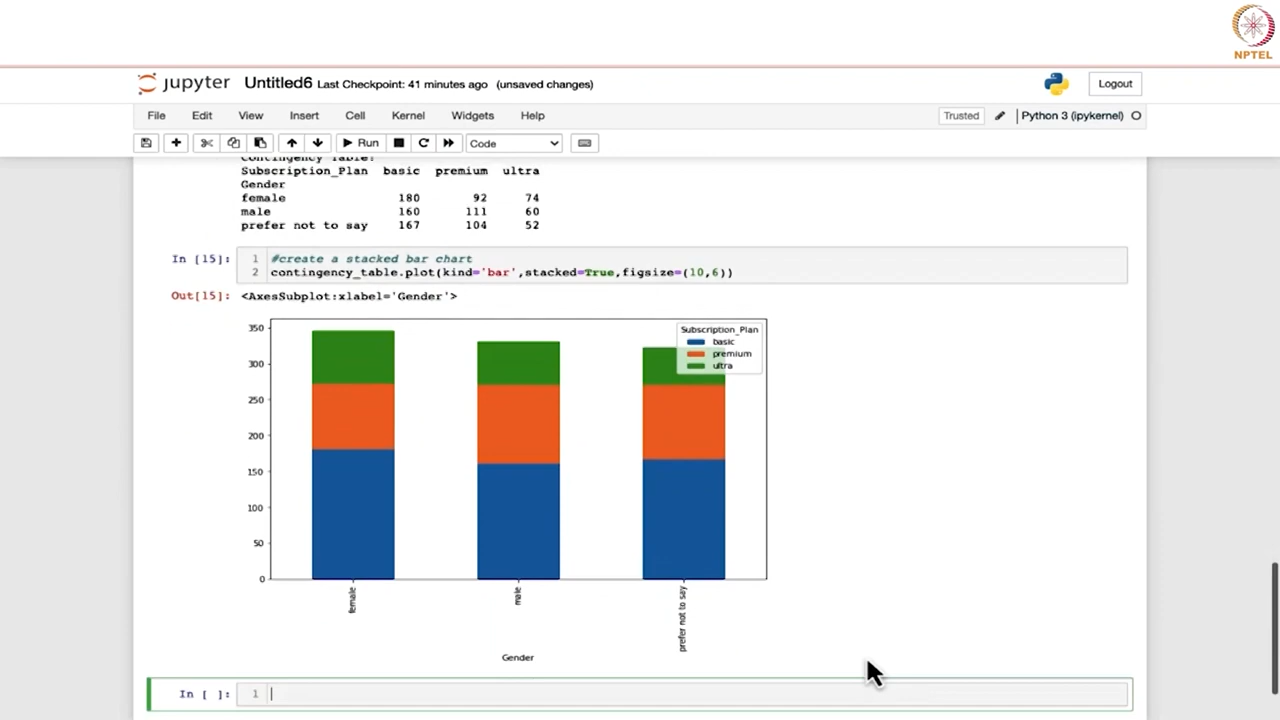 NPTEL
jupyter Untitled6 Last Checkpoint: 41 minutes ago (unsaved changes)
Logout
File Edit View Insert Cell Kernel Widgets Help
Trusted Python 3 (ipykernel)
Run Code
Contingency Table:
Subscription_Plan basic premium ultra
Gender
female 180 92 74
male 160 111 60
prefer not to say 167 104 52
In [15]: 1 #create a stacked bar chart
2 contingency_table.plot(kind='bar',stacked=True,figsize=(10,6))
Out[15]: <AxesSubplot:xlabel='Gender'>
Subscription_Plan
basic
premium
ultra
350
300
250
200
150
100
50
0
female
male
prefer not to say
Gender
In [ ]: 1